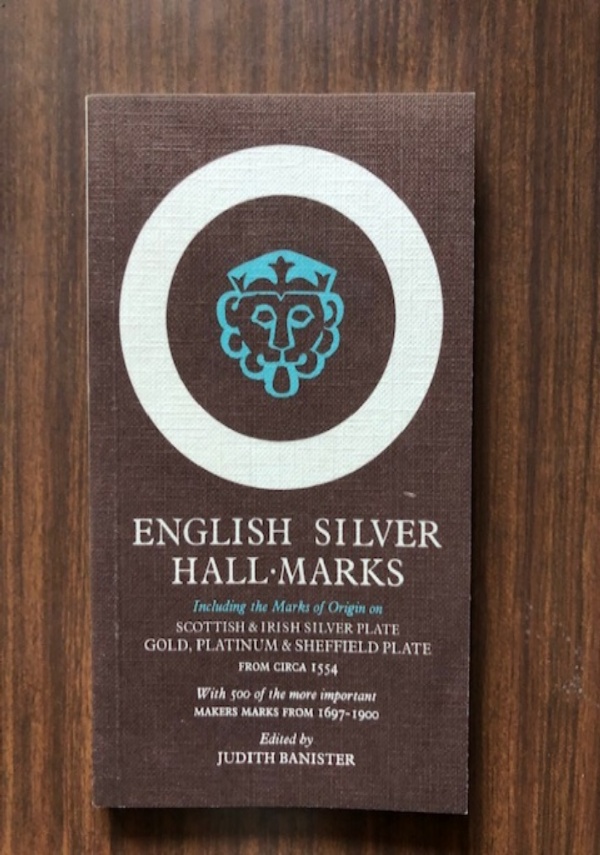 ENGLISH SILVER
HALL·MARKS
Including the Marks of Origin on
SCOTTISH & IRISH SILVER PLATE
GOLD, PLATINUM & SHEFFIELD PLATE
FROM CIRCA 1554
With 500 of the more important
MAKERS MARKS FROM 1697-1900
Edited by
JUDITH BANISTER